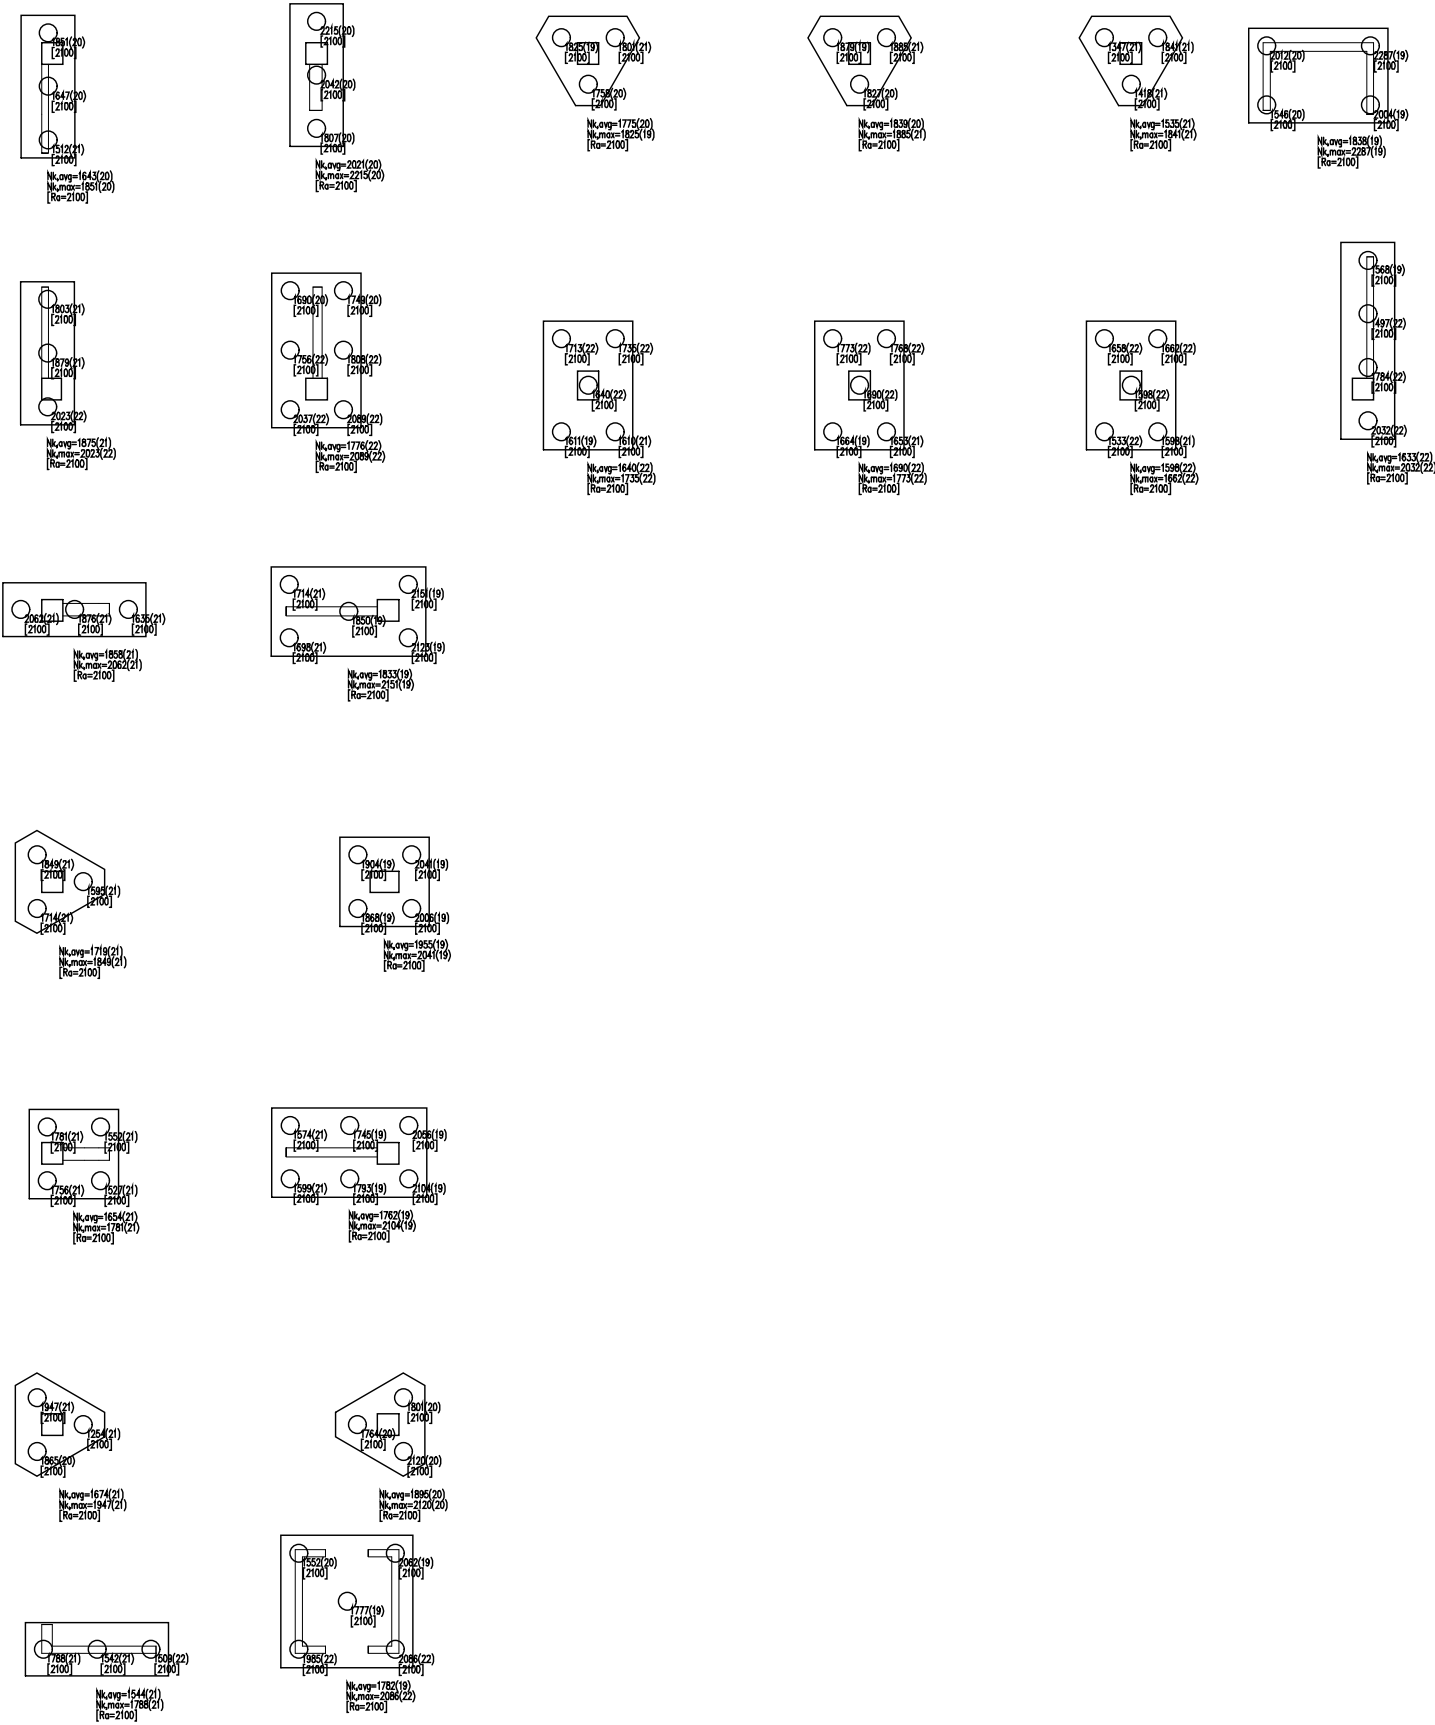 1851(20)
[2100]
1647(20)
[2100]
1512(21)
[2100]
Nk,avg=1643(20)
Nk,max=1851(20)
[Ra=2100]
2215(20)
[2100]
2042(20)
[2100]
1807(20)
[2100]
Nk,avg=2021(20)
Nk,max=2215(20)
[Ra=2100]
1825(19)
[2100]
1801(21)
[2100]
1758(20)
[2100]
Nk,avg=1775(20)
Nk,max=1825(19)
[Ra=2100]
1879(19)
[2100]
1885(21)
[2100]
1827(20)
[2100]
Nk,avg=1839(20)
Nk,max=1885(21)
[Ra=2100]
1347(21)
[2100]
1841(21)
[2100]
1418(21)
[2100]
Nk,avg=1535(21)
Nk,max=1841(21)
[Ra=2100]
2012(20)
[2100]
2287(19)
[2100]
1546(20)
[2100]
2004(19)
[2100]
Nk,avg=1838(19)
Nk,max=2287(19)
[Ra=2100]
1803(21)
[2100]
1879(21)
[2100]
2023(22)
[2100]
Nk,avg=1875(21)
Nk,max=2023(22)
[Ra=2100]
1690(20)
[2100]
1749(20)
[2100]
1756(22)
[2100]
1808(22)
[2100]
2037(22)
[2100]
2089(22)
[2100]
Nk,avg=1776(22)
Nk,max=2089(22)
[Ra=2100]
1713(22)
[2100]
1735(22)
[2100]
1640(22)
[2100]
1611(19)
[2100]
1610(21)
[2100]
Nk,avg=1640(22)
Nk,max=1735(22)
[Ra=2100]
1773(22)
[2100]
1768(22)
[2100]
1690(22)
[2100]
1664(19)
[2100]
1653(21)
[2100]
Nk,avg=1690(22)
Nk,max=1773(22)
[Ra=2100]
1658(22)
[2100]
1662(22)
[2100]
1598(22)
[2100]
1533(22)
[2100]
1598(21)
[2100]
Nk,avg=1598(22)
Nk,max=1662(22)
[Ra=2100]
1568(19)
[2100]
1497(22)
[2100]
1784(22)
[2100]
2032(22)
[2100]
Nk,avg=1633(22)
Nk,max=2032(22)
[Ra=2100]
2062(21)
[2100]
1876(21)
[2100]
1635(21)
[2100]
Nk,avg=1858(21)
Nk,max=2062(21)
[Ra=2100]
1714(21)
[2100]
2151(19)
[2100]
1850(19)
[2100]
1698(21)
[2100]
2123(19)
[2100]
Nk,avg=1833(19)
Nk,max=2151(19)
[Ra=2100]
1849(21)
[2100]
1595(21)
[2100]
1714(21)
[2100]
Nk,avg=1719(21)
Nk,max=1849(21)
[Ra=2100]
1904(19)
[2100]
2041(19)
[2100]
1868(19)
[2100]
2006(19)
[2100]
Nk,avg=1955(19)
Nk,max=2041(19)
[Ra=2100]
1781(21)
[2100]
1552(21)
[2100]
1756(21)
[2100]
1527(21)
[2100]
Nk,avg=1654(21)
Nk,max=1781(21)
[Ra=2100]
1574(21)
[2100]
1745(19)
[2100]
2056(19)
[2100]
1599(21)
[2100]
1793(19)
[2100]
2104(19)
[2100]
Nk,avg=1762(19)
Nk,max=2104(19)
[Ra=2100]
1947(21)
[2100]
1254(21)
[2100]
1865(20)
[2100]
Nk,avg=1674(21)
Nk,max=1947(21)
[Ra=2100]
1801(20)
[2100]
1764(20)
[2100]
2120(20)
[2100]
Nk,avg=1895(20)
Nk,max=2120(20)
[Ra=2100]
1788(21)
[2100]
1542(21)
[2100]
1509(22)
[2100]
Nk,avg=1544(21)
Nk,max=1788(21)
[Ra=2100]
1552(20)
[2100]
2062(19)
[2100]
1777(19)
[2100]
1985(22)
[2100]
2086(22)
[2100]
Nk,avg=1782(19)
Nk,max=2086(22)
[Ra=2100]